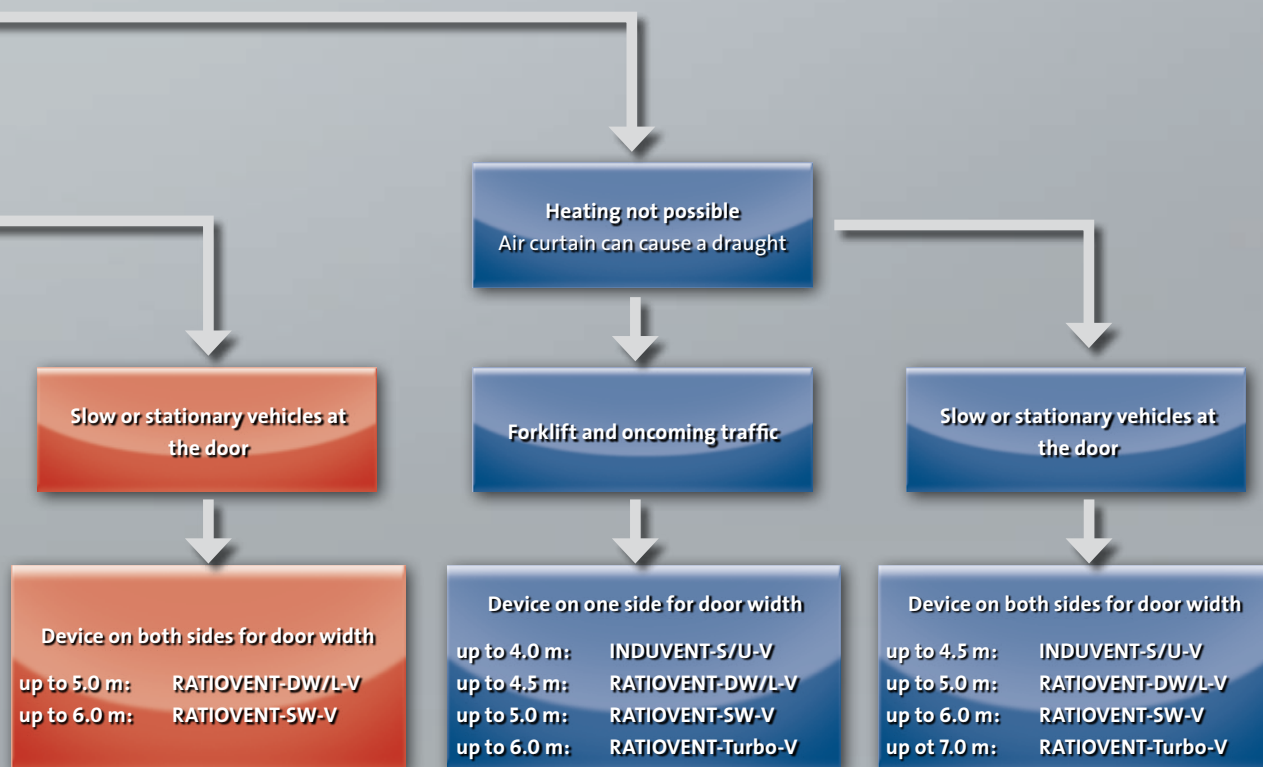 Heating not possible
Air curtain can cause a draught
Slow or stationary vehicles at
the door
Forklift and oncoming traffic
Slow or stationary vehicles at
the door
Device on both sides for door width
up to 5.0 m: RATIOVENT-DW/L-V
up to 6.0 m: RATIOVENT-SW-V
Device on one side for door width
up to 4.0 m: INDUVENT-S/U-V
up to 4.5 m: RATIOVENT-DW/L-V
up to 5.0 m: RATIOVENT-SW-V
up to 6.0 m: RATIOVENT-Turbo-V
Device on both sides for door width
up to 4.5 m: INDUVENT-S/U-V
up to 5.0 m: RATIOVENT-DW/L-V
up to 6.0 m: RATIOVENT-SW-V
up ot 7.0 m: RATIOVENT-Turbo-V